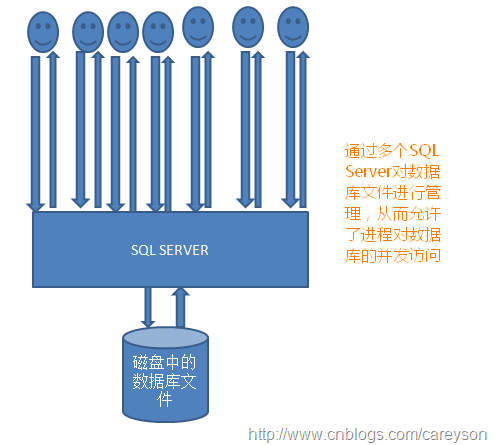 通过多个SQL
Server对数据
库文件进行管
理，从而允许
了进程对数据
库的并发访问
SQL SERVER
磁盘中的
数据库文
件
http://www.cnblogs.com/careyson